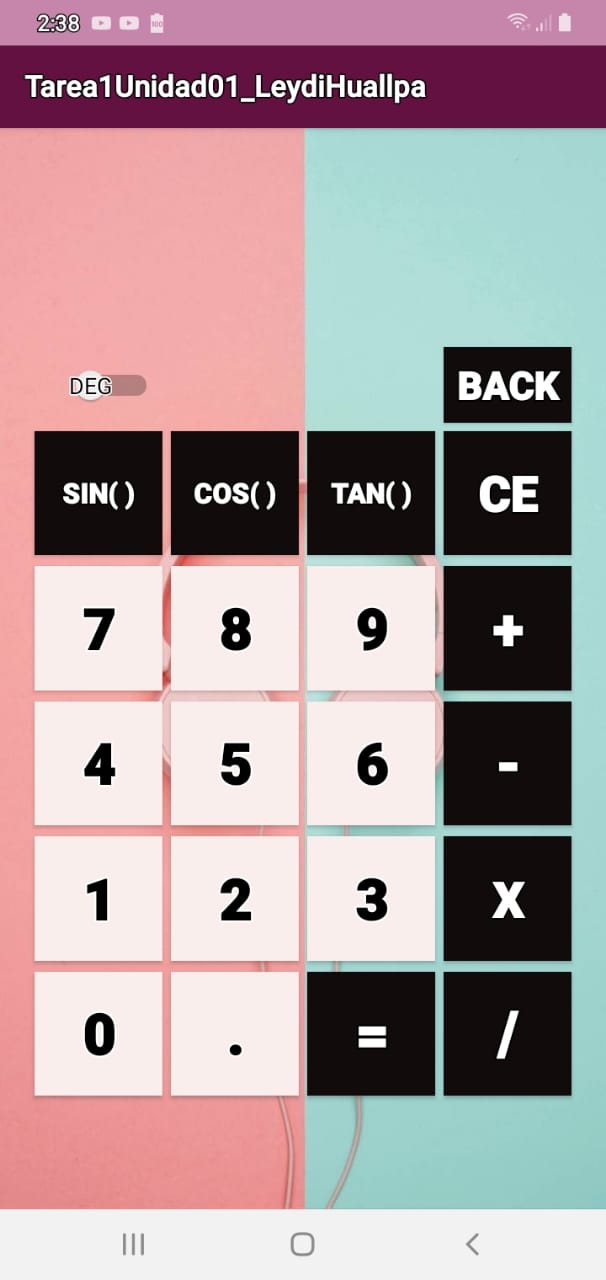 2:38
Tarea1Unidad01_LeydiHuallpa
DEG BACK
SIN( ) COS( ) TAN( ) CE
7 8 9 +
4 5 6 -
1 2 3 X
0 . = /